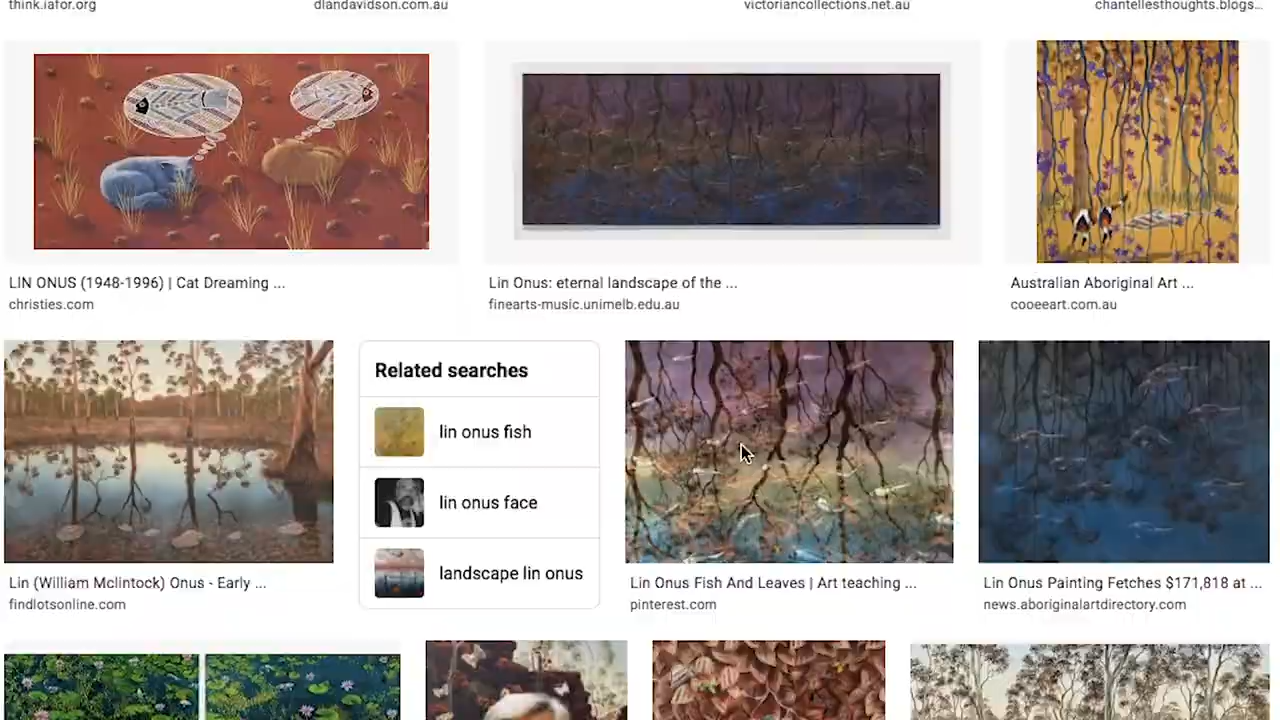 think.iafor.org
dlandavidson.com.au
victoriancollections.net.au
chantellesthoughts.blogs...
LIN ONUS (1948-1996) | Cat Dreaming ...
christies.com
Lin Onus: eternal landscape of the ...
finearts-music.unimelb.edu.au
Australian Aboriginal Art ...
cooeeart.com.au
Lin (William Mclintock) Onus - Early ...
findlotsonline.com
Related searches
lin onus fish
lin onus face
landscape lin onus
Lin Onus Fish And Leaves | Art teaching ...
pinterest.com
Lin Onus Painting Fetches $171,818 at ...
news.aboriginalartdirectory.com